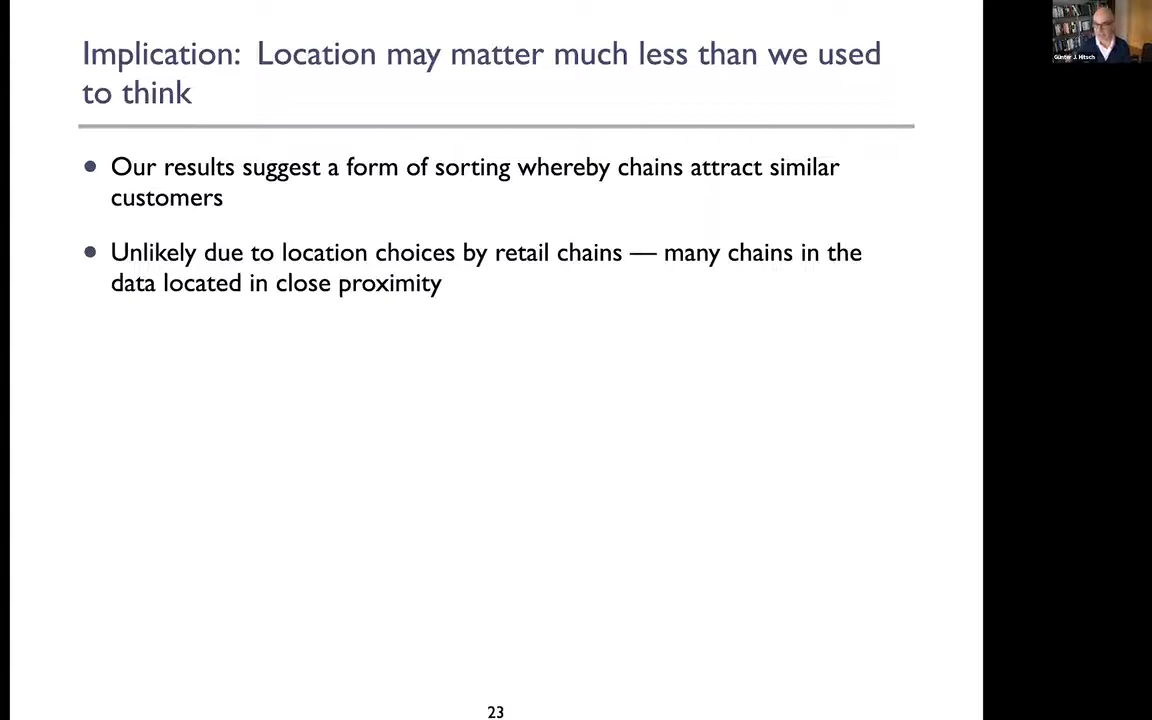 Implication: Location may matter much less than we used
to think
Our results suggest a form of sorting whereby chains attract similar
customers
Unlikely due to location choices by retail chains — many chains in the
data located in close proximity
23
Günter J. Hitsch